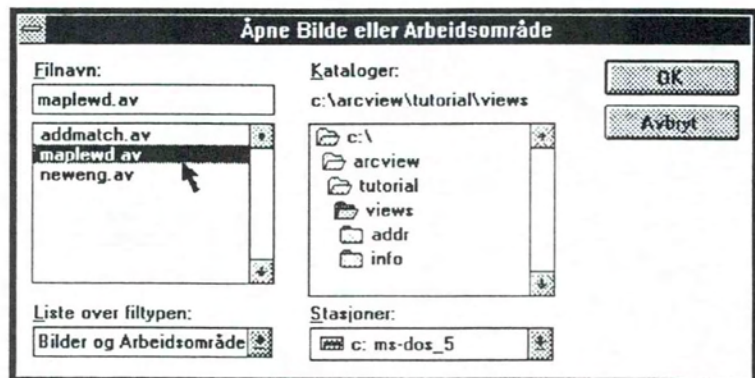 Åpne Bilde eller Arbeidsområde
Filnavn:
maplewd.av
addmatch.av
maplewd.av
neweng.av
Liste over filtypen:
Bilder og Arbeidsområde
Kataloger:
c:\arcview\tutorial\views
c:\
arcview
tutorial
views
addr
info
Stasjoner:
c: ms-dos_5
OK
Avbryt